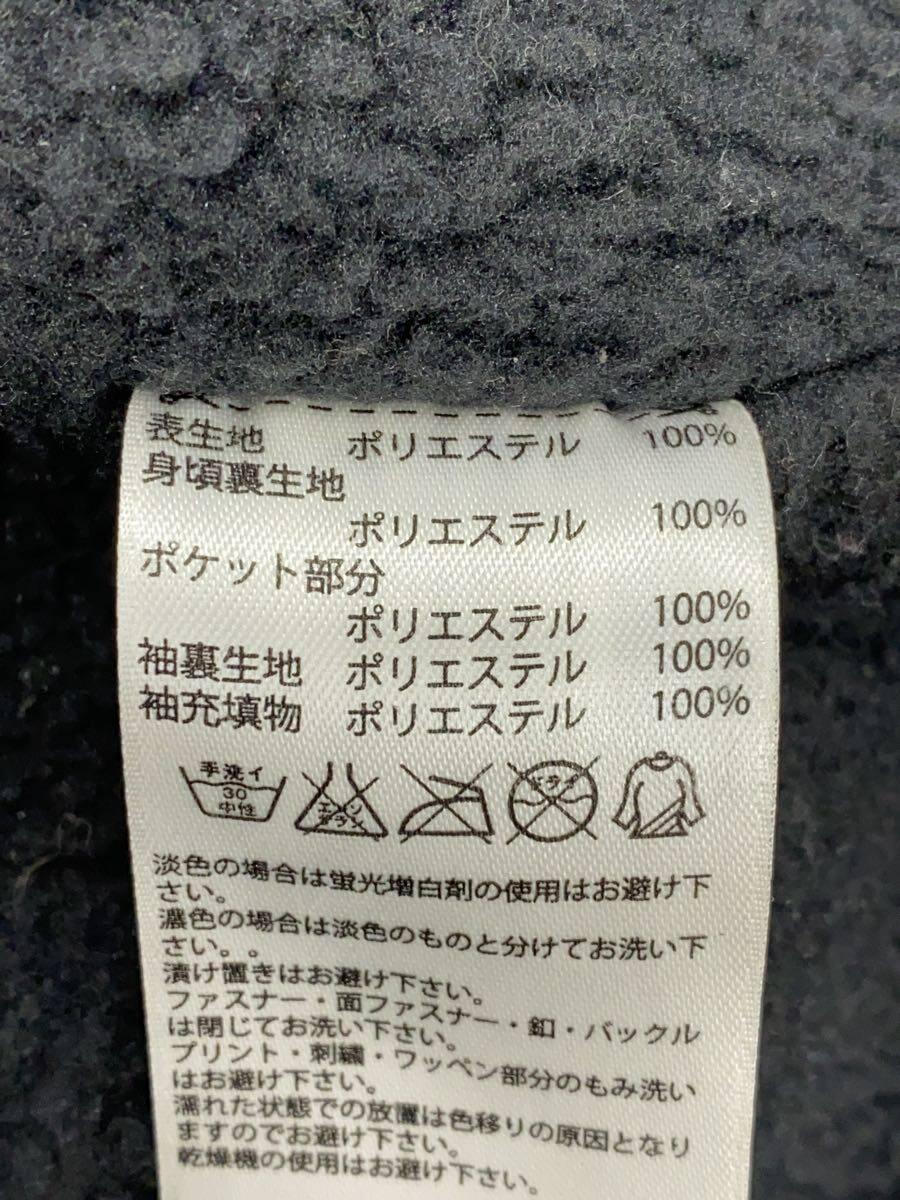 表生地 ポリエステル 100%
身頃裏生地
ポリエステル 100%
ポケット部分
ポリエステル 100%
袖裏生地 ポリエステル 100%
袖充填物 ポリエステル 100%
手洗イ
30
中性
エンソ
サラシ
ドライ
淡色の場合は蛍光増白剤の使用はお避け下
さい。
濃色の場合は淡色のものと分けてお洗い下
さい。。
漬け置きはお避け下さい。
ファスナー・面ファスナー・釦・バックル
は閉じてお洗い下さい。
プリント・刺繍・ワッペン部分のもみ洗い
はお避け下さい。
濡れた状態での放置は色移りの原因となり
ますのでお避け下さい。
乾燥機の使用はお避け下さい。